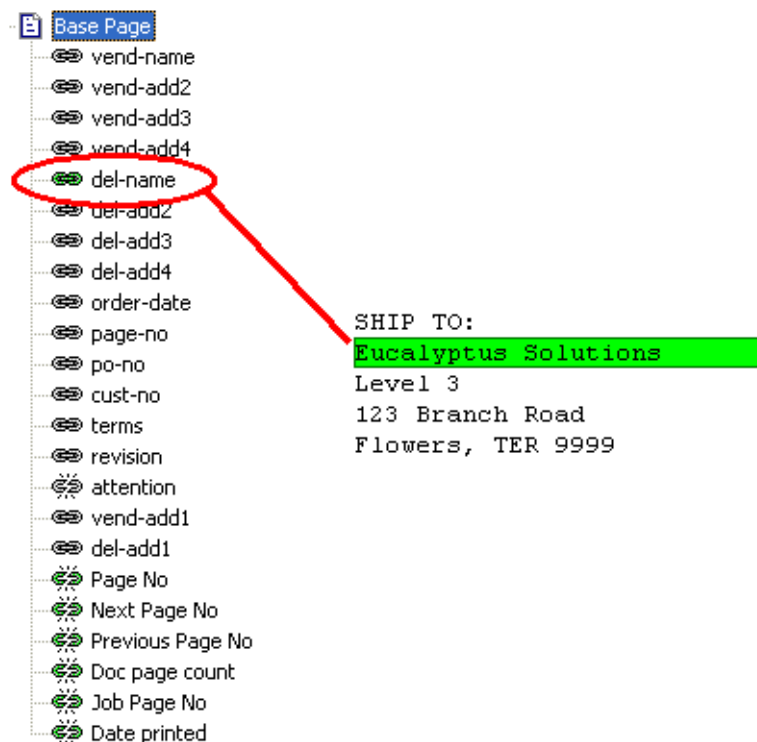 Base Page
vend-name
vend-add2
vend-add3
vend-add4
del-name
del-add2
del-add3
del-add4
order-date
page-no
po-no
cust-no
terms
revision
attention
vend-add1
del-add1
Page No
Next Page No
Previous Page No
Doc page count
Job Page No
Date printed
SHIP TO:
Eucalyptus Solutions
Level 3
123 Branch Road
Flowers, TER 9999